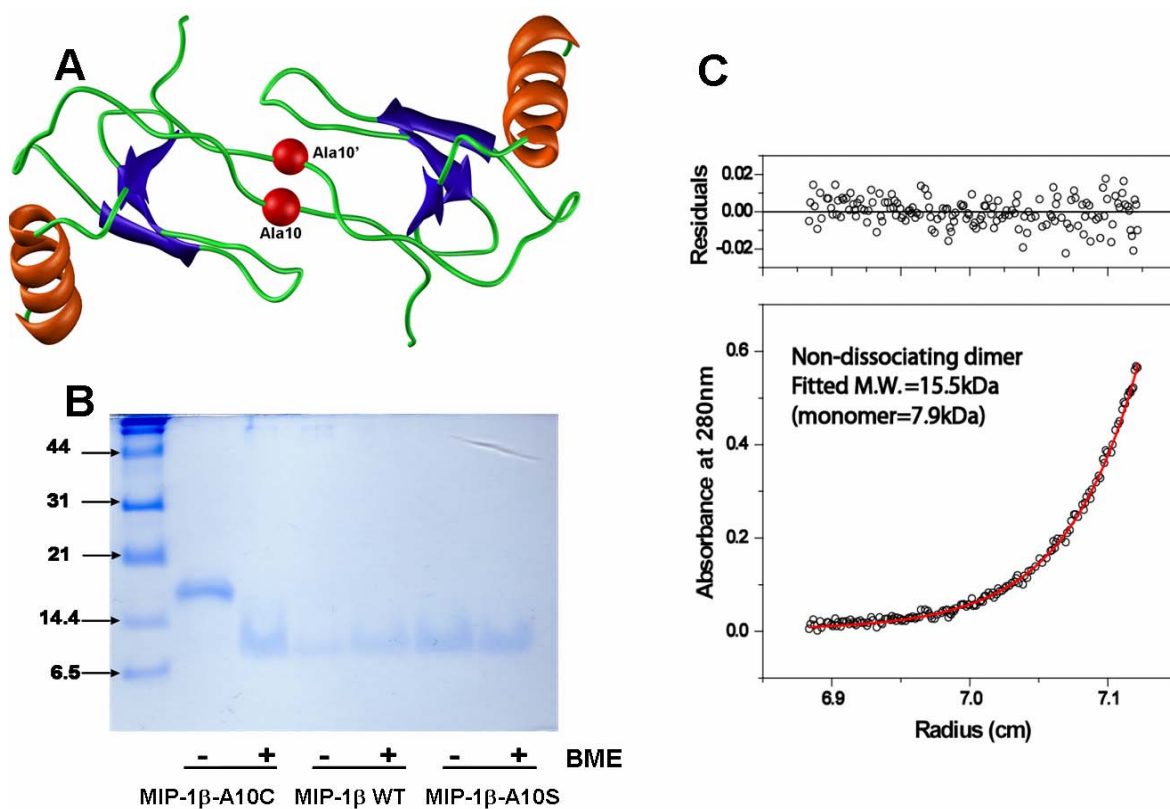 A
Ala10'
Ala10
B
44
31
21
14.4
6.5
- + - + - + BME
MIP-1β-A10C MIP-1β WT MIP-1β-A10S
C
Residuals
0.02
0.00
-0.02
Absorbance at 280nm
0.6
0.4
0.2
0.0
Non-dissociating dimer
Fitted M.W.=15.5kDa
(monomer=7.9kDa)
6.9 7.0 7.1
Radius (cm)